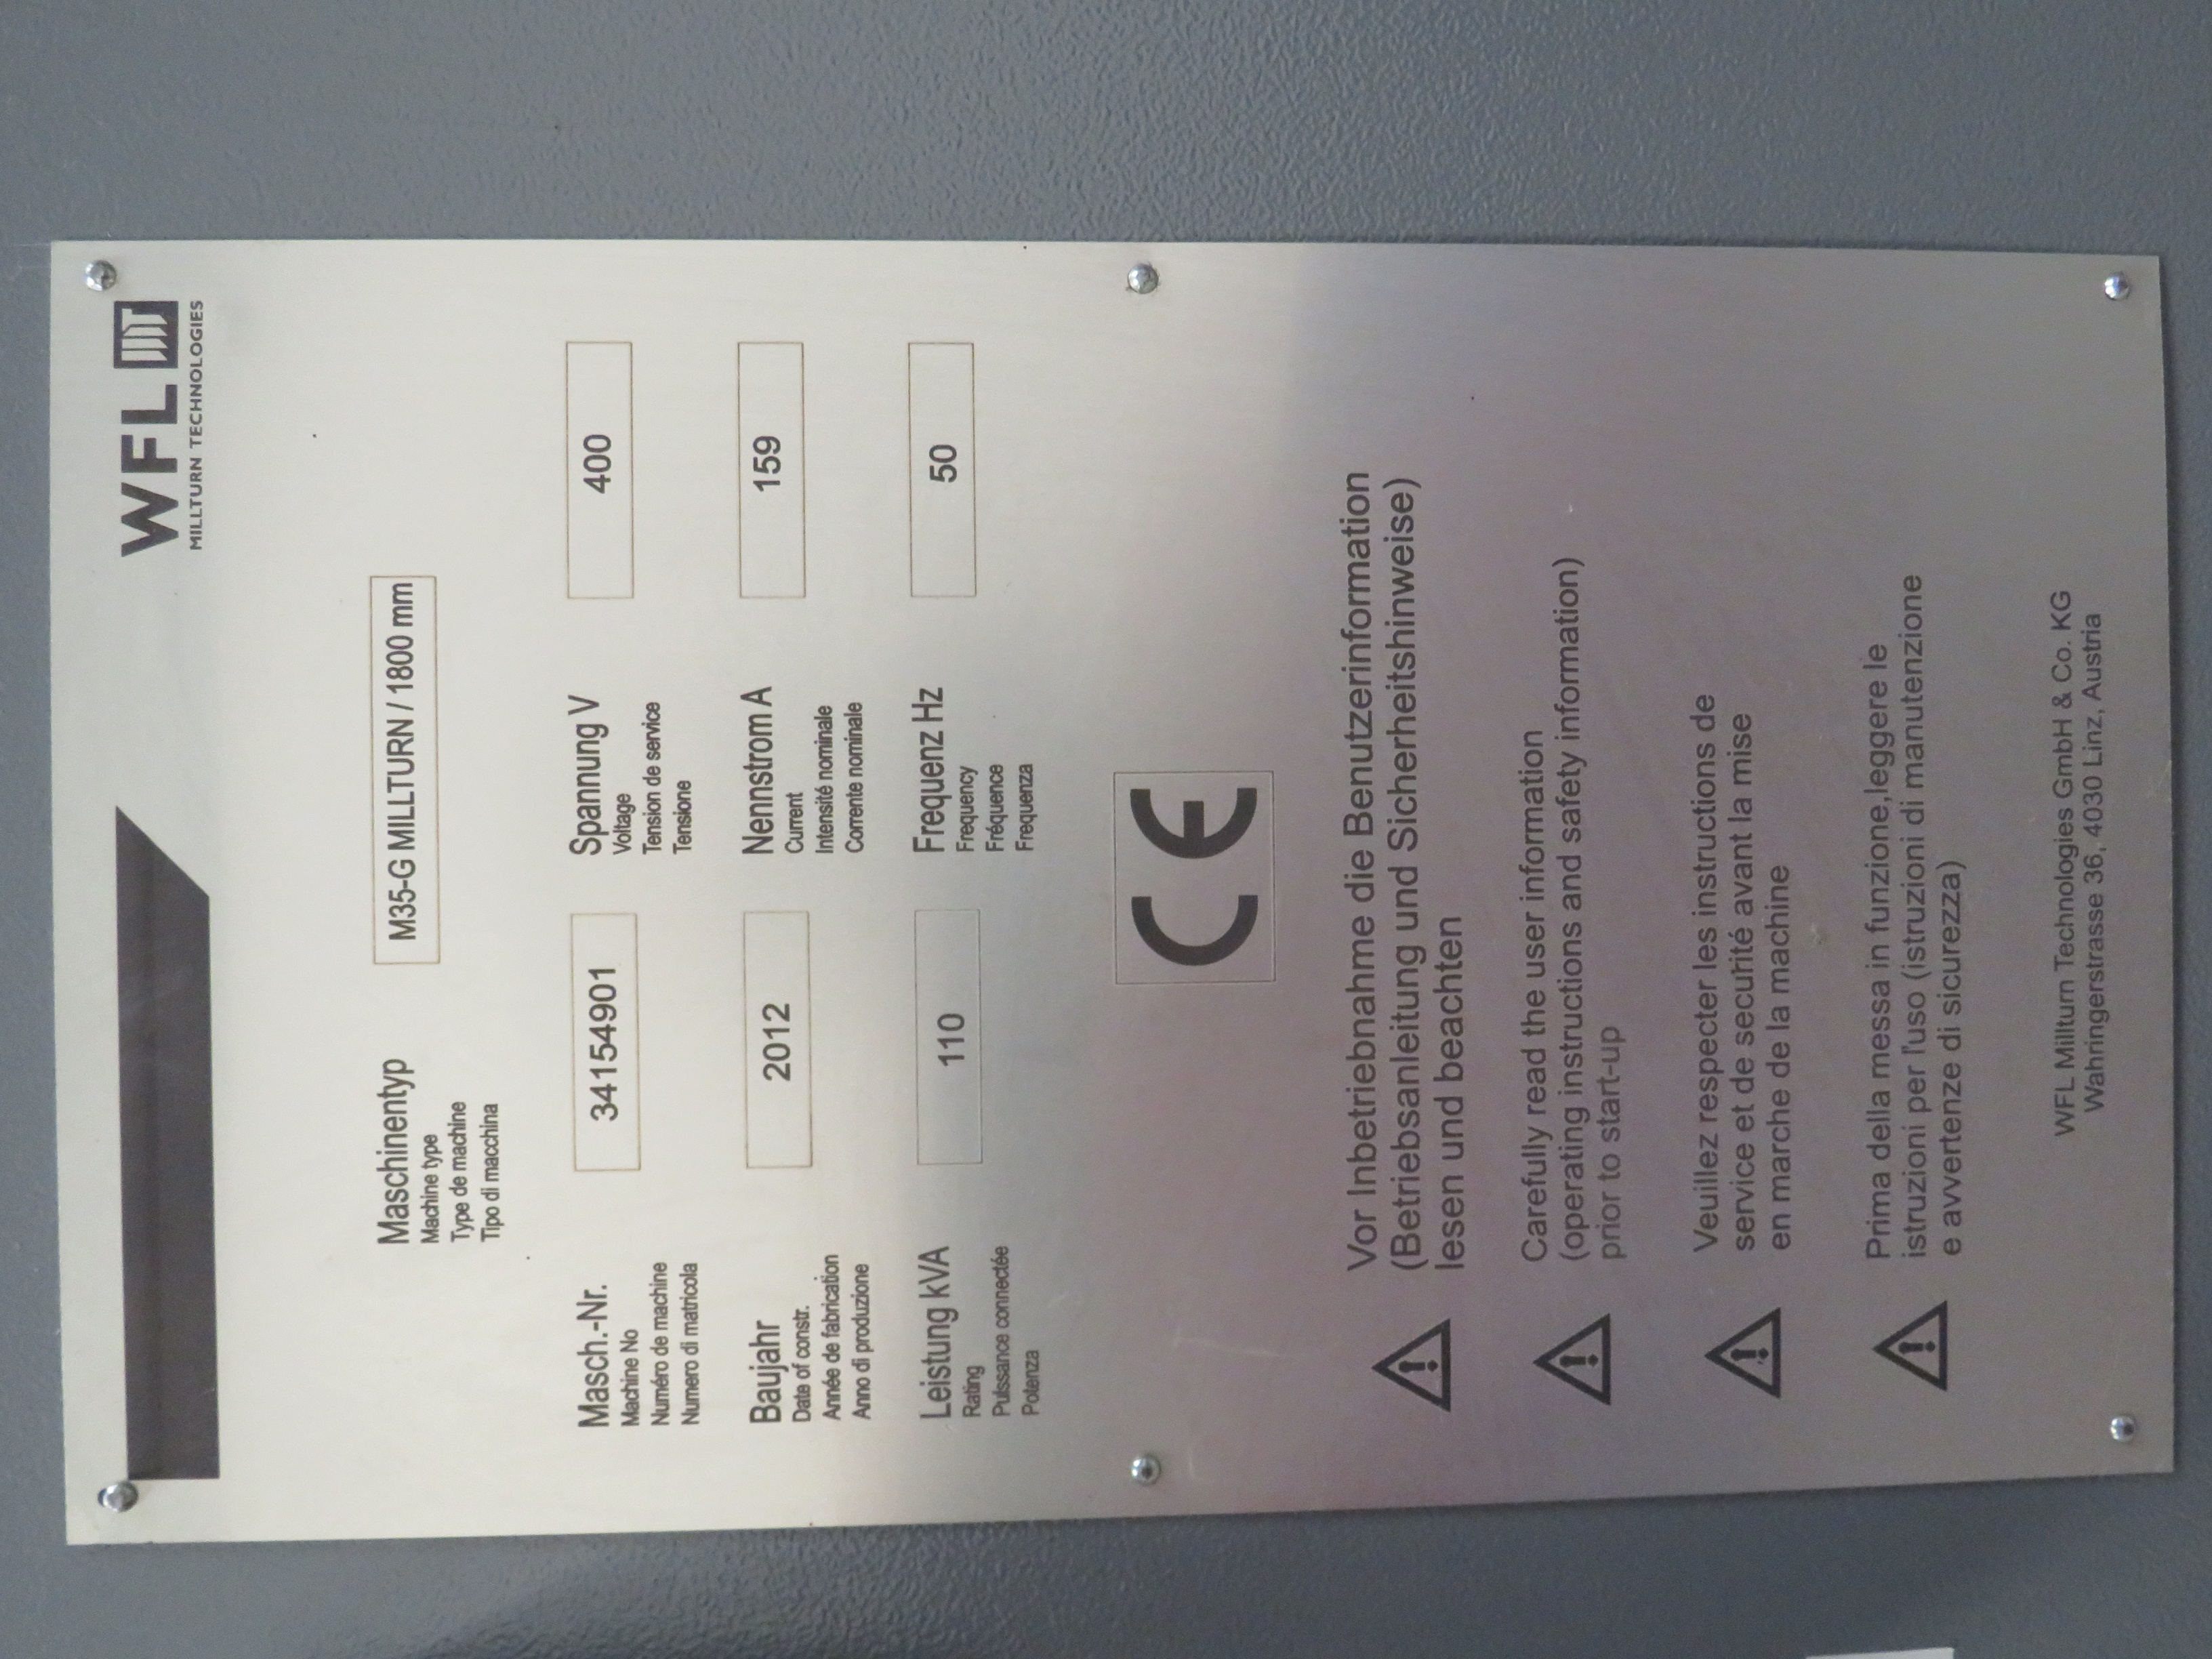 WFL
MILLTURN TECHNOLOGIES
Maschinentyp
Machine type
Type de machine
Tipo di macchina
M35-G MILLTURN / 1800 mm
Masch.-Nr.
Machine No
Numéro de machine
Numero di matricola
34154901
Spannung V
Voltage
Tension de service
Tensione
400
Baujahr
Date of constr.
Année de fabrication
Anno di produzione
2012
Nennstrom A
Current
Intensité nominale
Corrente nominale
159
Leistung kVA
Rating
Puissance connectée
Potenza
110
Frequenz Hz
Frequency
Fréquence
Frequenza
50
CE
Vor Inbetriebnahme die Benutzerinformation
(Betriebsanleitung und Sicherheitshinweise)
lesen und beachten
Carefully read the user information
(operating instructions and safety information)
prior to start-up
Veuillez respecter les instructions de
service et de securité avant la mise
en marche de la machine
Prima della messa in funzione,leggere le
istruzioni per l'uso (istruzioni di manutenzione
e avvertenze di sicurezza)
WFL Millturn Technologies GmbH & Co. KG
Wahringerstrasse 36, 4030 Linz, Austria